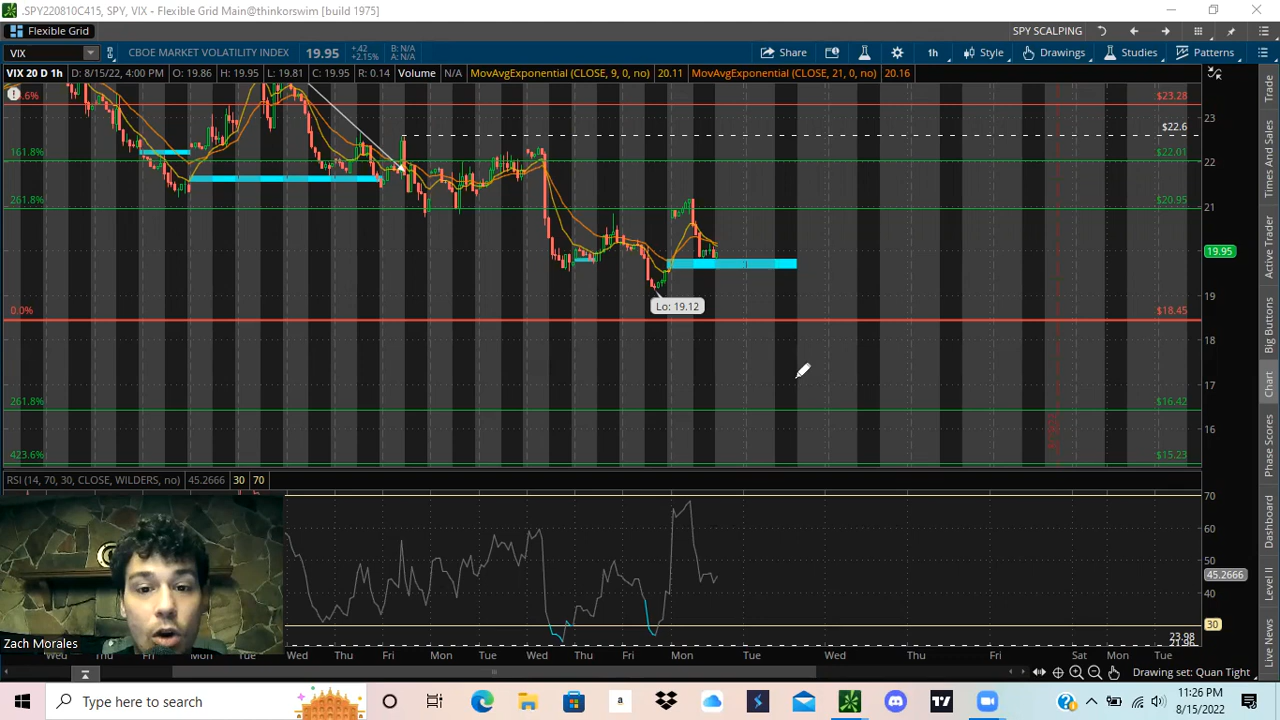 .SPY220810C415, SPY, VIX - Flexible Grid Main@thinkorswim [build 1975]
Flexible Grid
SPY SCALPING
VIX
CBOE MARKET VOLATILITY INDEX 19.95 +.42 +2.15% B: N/A A: N/A
Share 1h Style Drawings Studies Patterns
VIX 20 D 1h D: 8/15/22, 4:00 PM O: 19.86 H: 19.95 L: 19.81 C: 19.95 R: 0.14 Volume N/A MovAvgExponential (CLOSE, 9, 0, no) 20.11 MovAvgExponential (CLOSE, 21, 0, no) 20.16
$23.28
23
$22.6
161.8% $22.01
22
261.8% $20.95
21
19.95
19
Lo: 19.12
0.0% $18.45
18
17
261.8% $16.42
16
423.6% $15.23
Trade
Times And Sales
Big Buttons
Chart
Phase Scores
Dashboard
Level II
Live News
RSI (14, 70, 30, CLOSE, WILDERS, no) 45.2666 30 70
70
60
50
45.2666
40
30
23.98
Zach Morales
Wed Thu Fri Mon Tue Wed Thu Fri Mon Tue Wed Thu Fri Mon Tue Wed Thu Fri Sat Mon Tue
Drawing set: Quan Tight
Type here to search
11:26 PM
8/15/2022